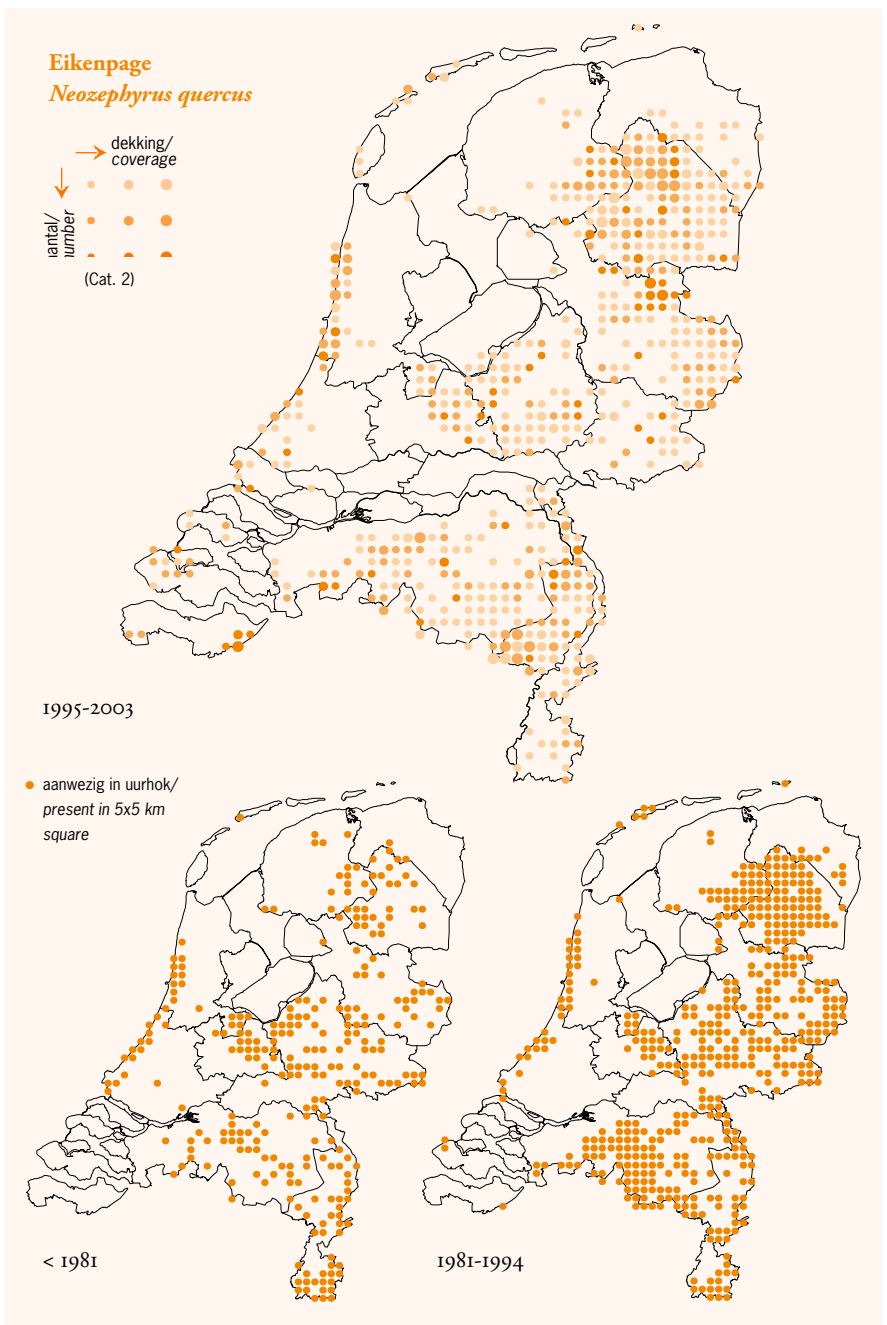 Eikenpage
Neozephyrus quercus
dekking/
coverage
(Cat. 2)
1995-2003
aanwezig in uurhok/
present in 5x5 km
square
< 1981
1981-1994